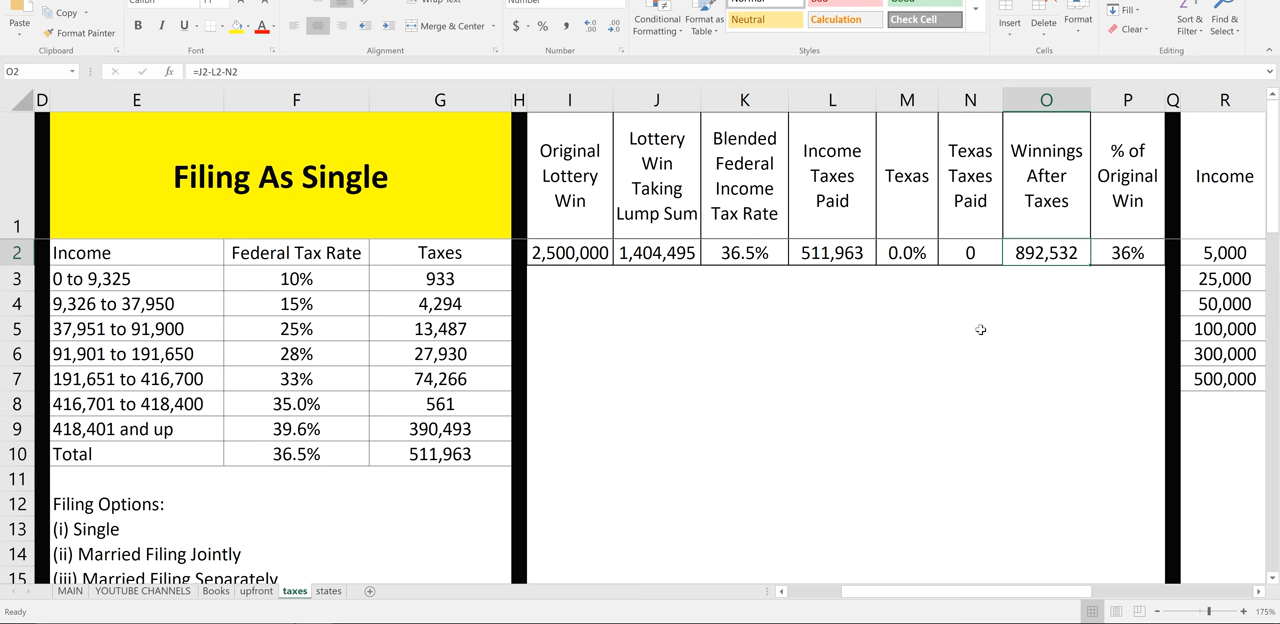 Paste
Copy
Format Painter
Clipboard
B I U
Font
Merge & Center
Alignment
$ % ,
Number
Conditional
Formatting
Format as
Table
Neutral
Calculation
Check Cell
Styles
Insert
Delete
Format
Cells
Fill
Clear
Sort &
Filter
Find &
Select
Editing
O2
fx
=J2-L2-N2
D E F G H I J K L M N O P Q R
1
Filing As Single
Original
Lottery
Win
Lottery
Win
Taking
Lump Sum
Blended
Federal
Income
Tax Rate
Income
Taxes
Paid
Texas
Texas
Taxes
Paid
Winnings
After
Taxes
% of
Original
Win
Income
2 Income Federal Tax Rate Taxes 2,500,000 1,404,495 36.5% 511,963 0.0% 0 892,532 36% 5,000
3 0 to 9,325 10% 933 25,000
4 9,326 to 37,950 15% 4,294 50,000
5 37,951 to 91,900 25% 13,487 100,000
6 91,901 to 191,650 28% 27,930 300,000
7 191,651 to 416,700 33% 74,266 500,000
8 416,701 to 418,400 35.0% 561
9 418,401 and up 39.6% 390,493
10 Total 36.5% 511,963
11
12 Filing Options:
13 (i) Single
14 (ii) Married Filing Jointly
15 (iii) Married Filing Separately
MAIN YOUTUBE CHANNELS Books upfront taxes states
Ready
175%